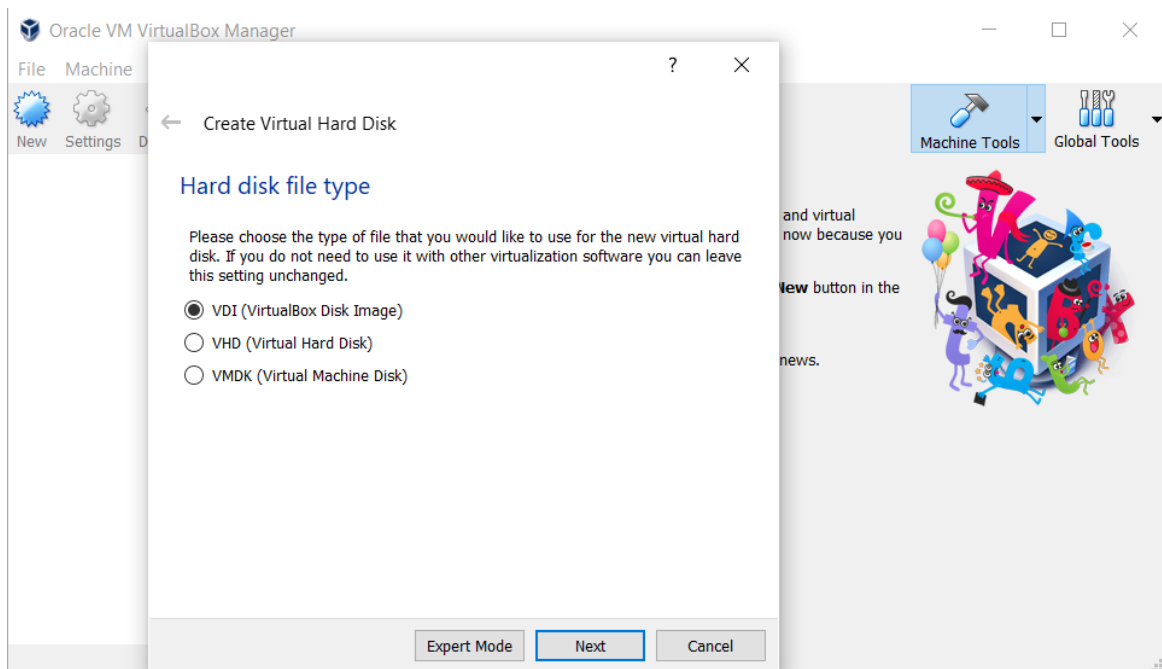 Oracle VM VirtualBox Manager
File Machine
?
New Settings D
Create Virtual Hard Disk
Machine Tools
Global Tools
Hard disk file type
Please choose the type of file that you would like to use for the new virtual hard
disk. If you do not need to use it with other virtualization software you can leave
this setting unchanged.
VDI (VirtualBox Disk Image)
VHD (Virtual Hard Disk)
VMDK (Virtual Machine Disk)
and virtual
now because you
New button in the
news.
Expert Mode
Next
Cancel